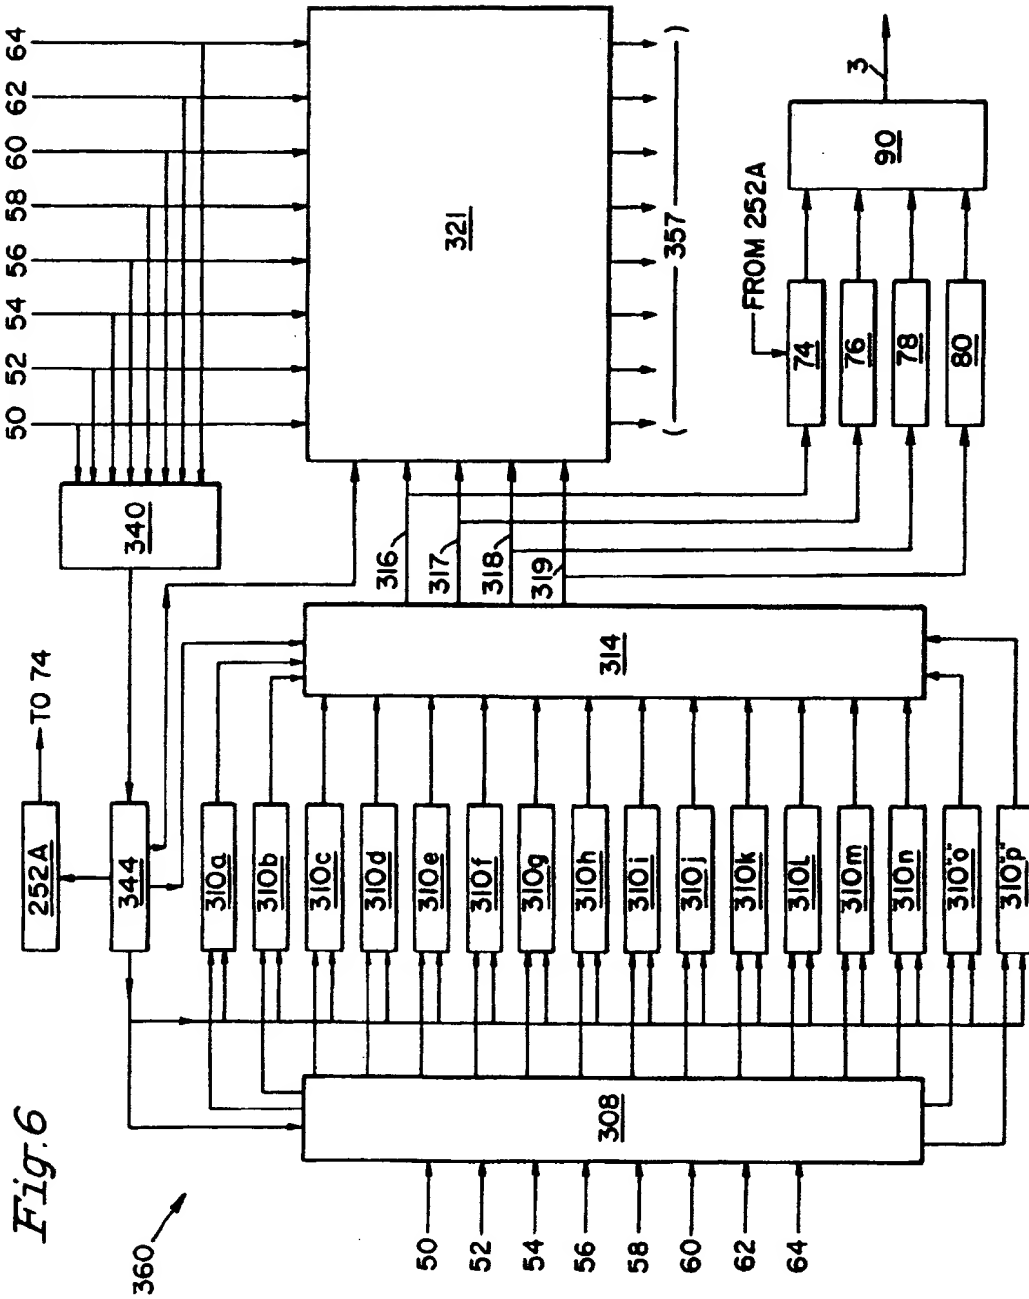 Fig. 6
360
50
52
54
56
58
60
62
64
308
252A
TO 74
344
310a
310b
310c
310d
310e
310f
310g
310h
310i
310j
310k
310L
310m
310n
310"o"
310"p"
314
340
50
52
54
56
58
60
62
64
316
317
318
319
321
357
FROM 252A
74
76
78
80
90
3